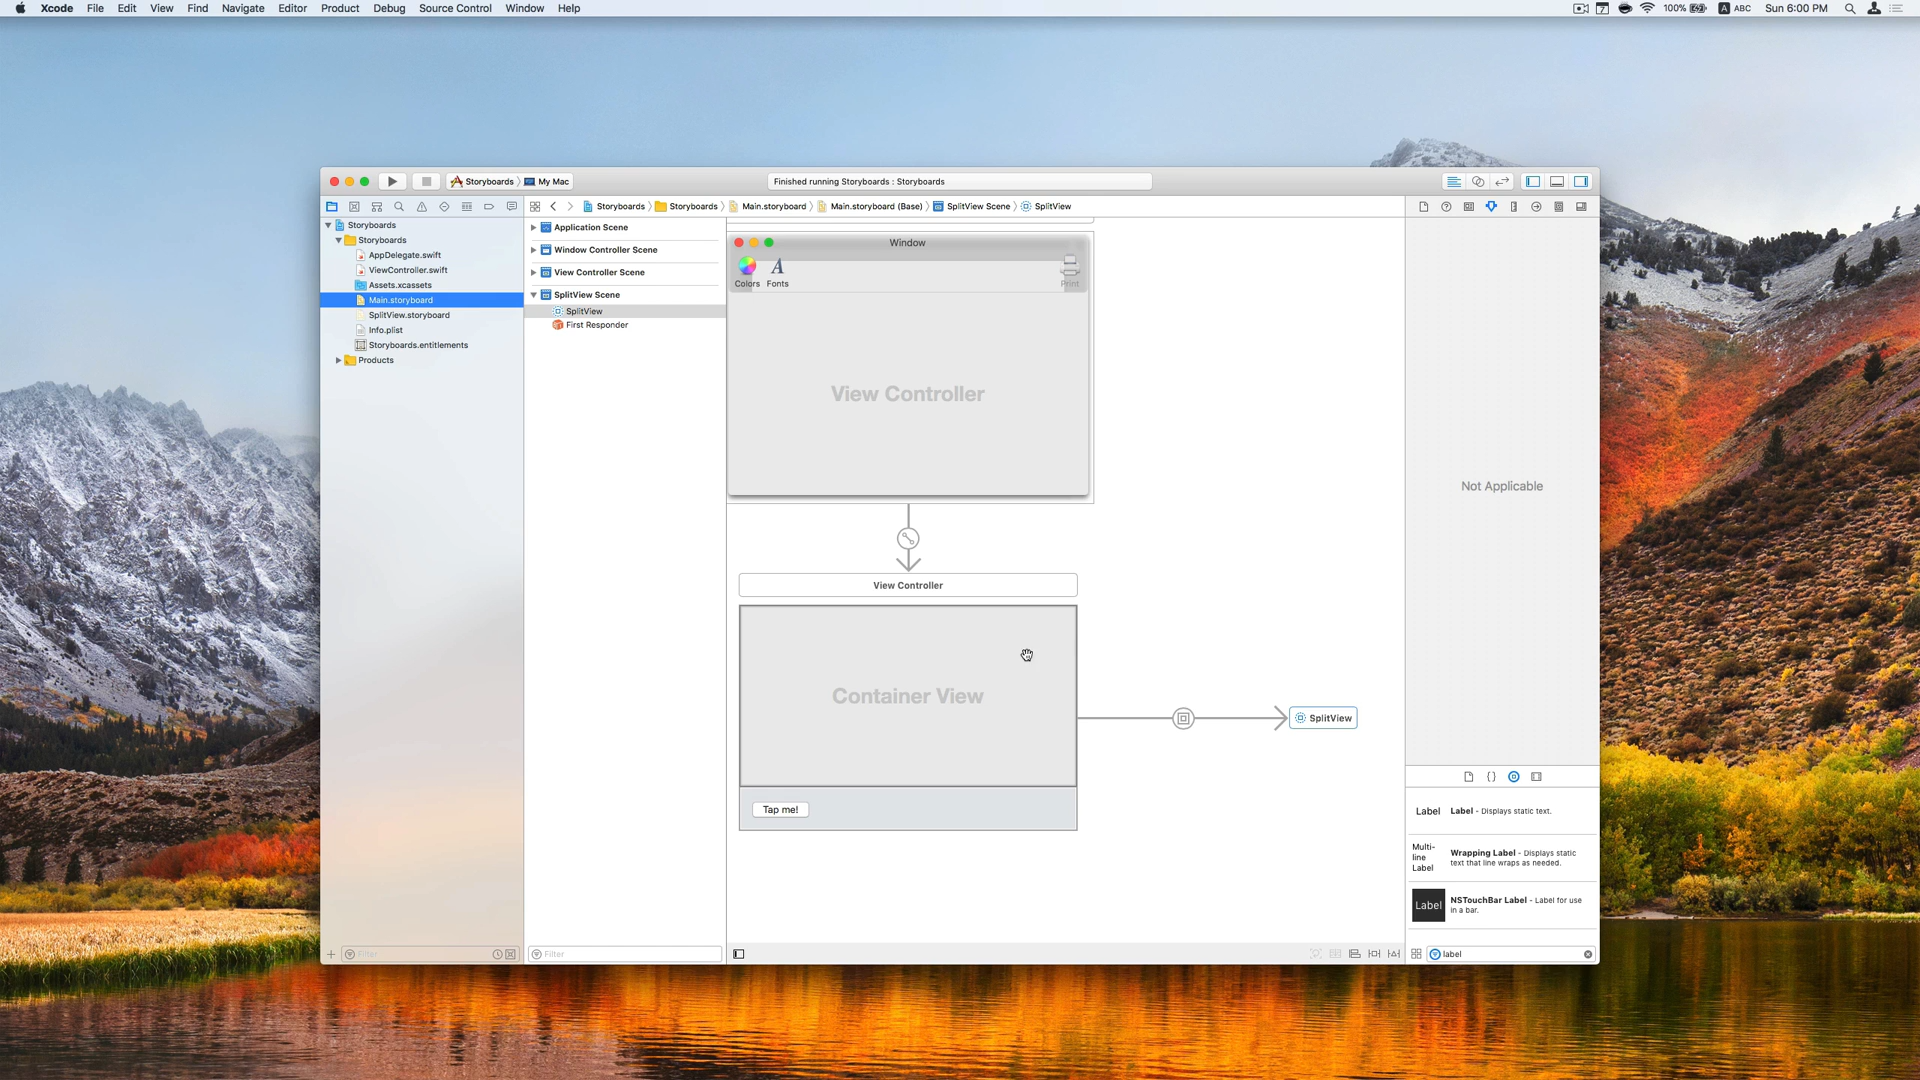 Xcode File Edit View Find Navigate Editor Product Debug Source Control Window Help
7 100% A ABC Sun 6:00 PM
Storyboards My Mac
Finished running Storyboards : Storyboards
Storyboards Storyboards Main.storyboard Main.storyboard (Base) SplitView Scene SplitView
Storyboards
Storyboards
AppDelegate.swift
ViewController.swift
Assets.xcassets
Main.storyboard
SplitView.storyboard
Info.plist
Storyboards.entitlements
Products
Application Scene
Window Controller Scene
View Controller Scene
SplitView Scene
SplitView
First Responder
Window
Colors Fonts Print
View Controller
View Controller
Container View
SplitView
Tap me!
Not Applicable
Label Label - Displays static text.
Multi-
line
Label
Wrapping Label - Displays static
text that line wraps as needed.
Label NSTouchBar Label - Label for use
in a bar.
Filter
Filter
label